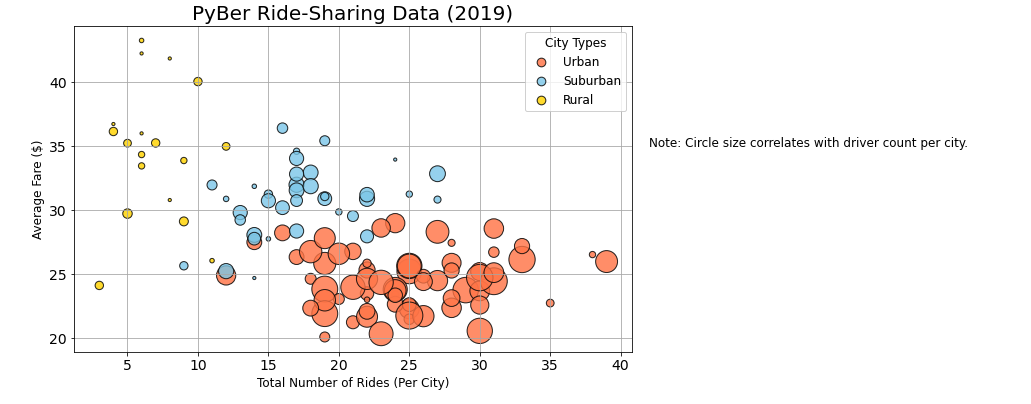 PyBer Ride-Sharing Data (2019)
City Types
Urban
Suburban
Rural
Note: Circle size correlates with driver count per city.
Average Fare ($)
40
35
30
25
20
5 10 15 20 25 30 35 40
Total Number of Rides (Per City)